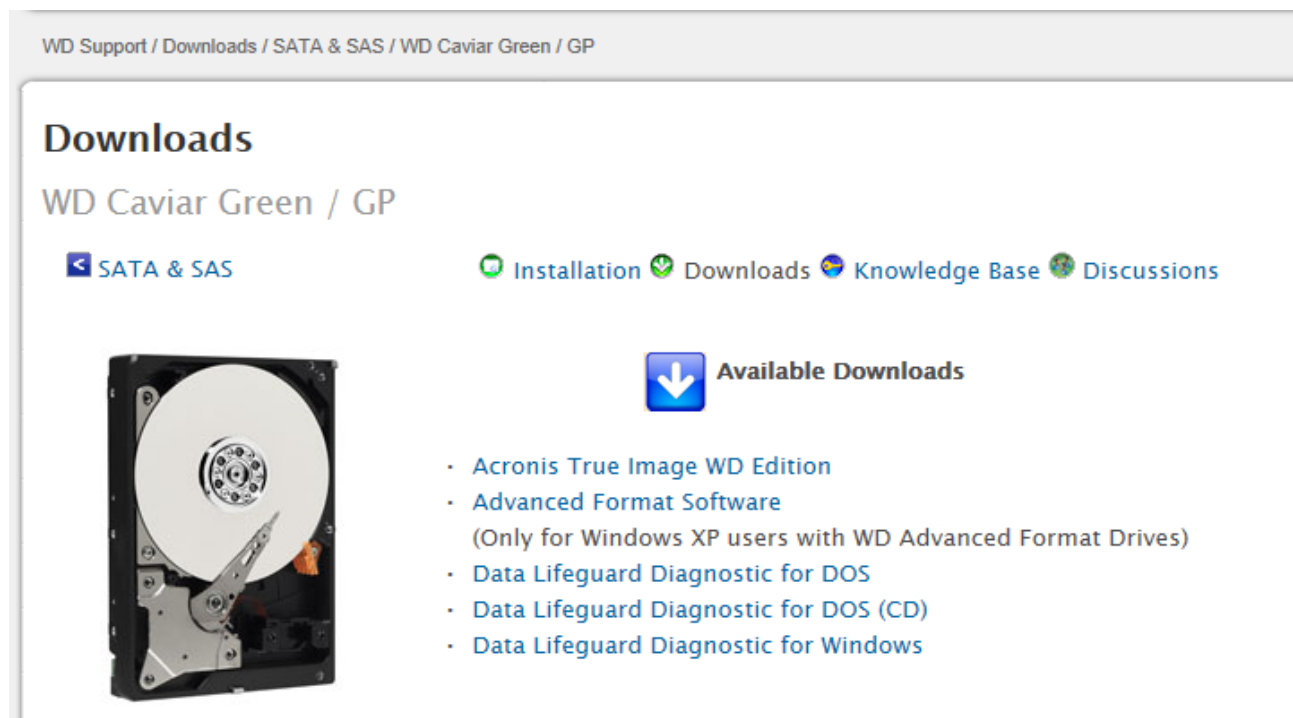 WD Support / Downloads / SATA & SAS / WD Caviar Green / GP
Downloads
WD Caviar Green / GP
SATA & SAS
Installation Downloads Knowledge Base Discussions
Available Downloads
· Acronis True Image WD Edition
· Advanced Format Software
(Only for Windows XP users with WD Advanced Format Drives)
· Data Lifeguard Diagnostic for DOS
· Data Lifeguard Diagnostic for DOS (CD)
· Data Lifeguard Diagnostic for Windows